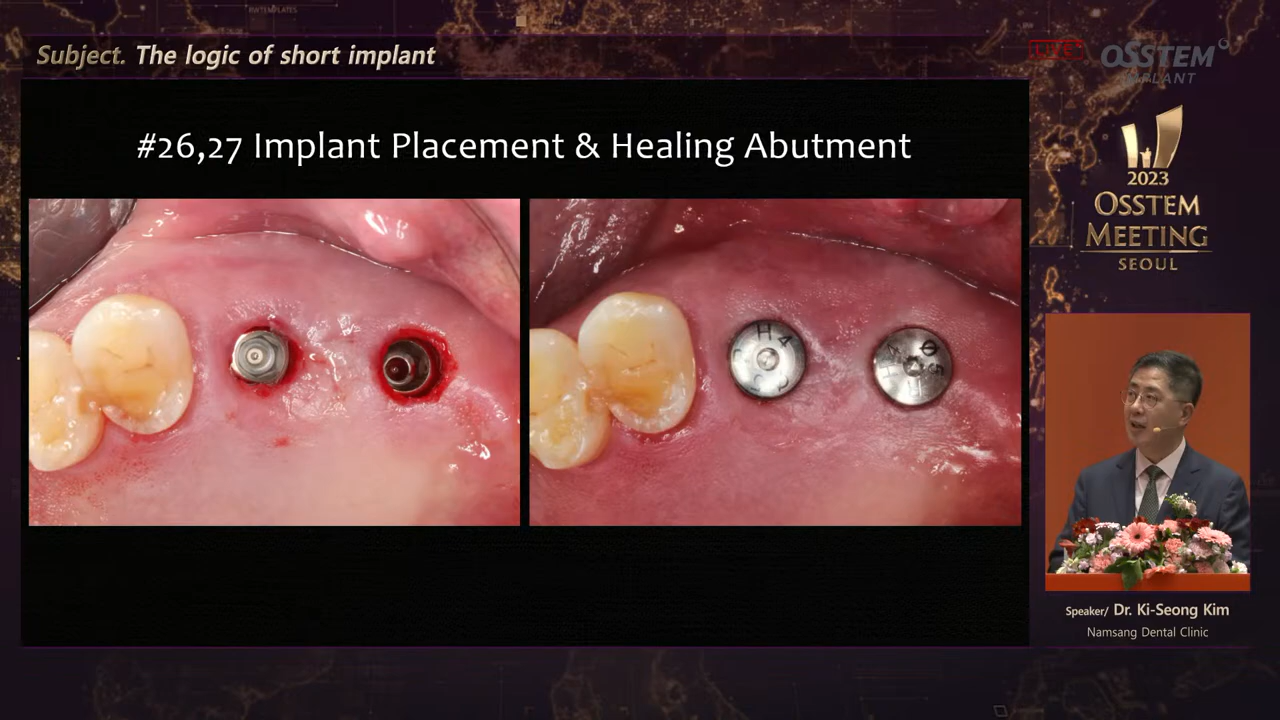 Subject. The logic of short implant
LIVE
OSSTEM
IMPLANT
#26,27 Implant Placement & Healing Abutment
H4
2023
OSSTEM
MEETING
SEOUL
Speaker/ Dr. Ki-Seong Kim
Namsang Dental Clinic